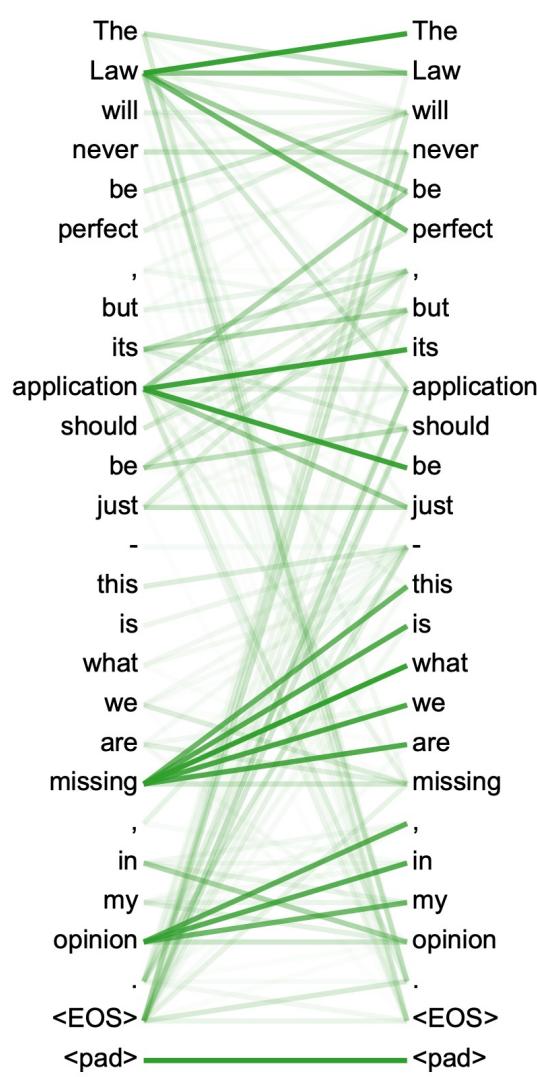 The The
Law Law
will will
never never
be be
perfect perfect
, ,
but but
its its
application application
should should
be be
just just
- -
this this
is is
what what
we we
are are
missing missing
, ,
in in
my my
opinion opinion
. .
<EOS> <EOS>
<pad> <pad>